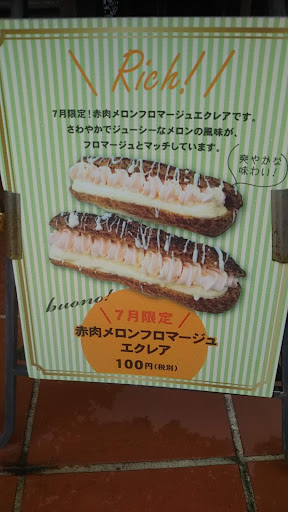 Rich!
7月限定!赤肉メロンフロマージュエクレアです。
さわやかでジューシーなメロンの風味が、
フロマージュとマッチしています。
爽やかな
味わい!
buono!
7月限定
赤肉メロンフロマージュ
エクレア
100円(税別)